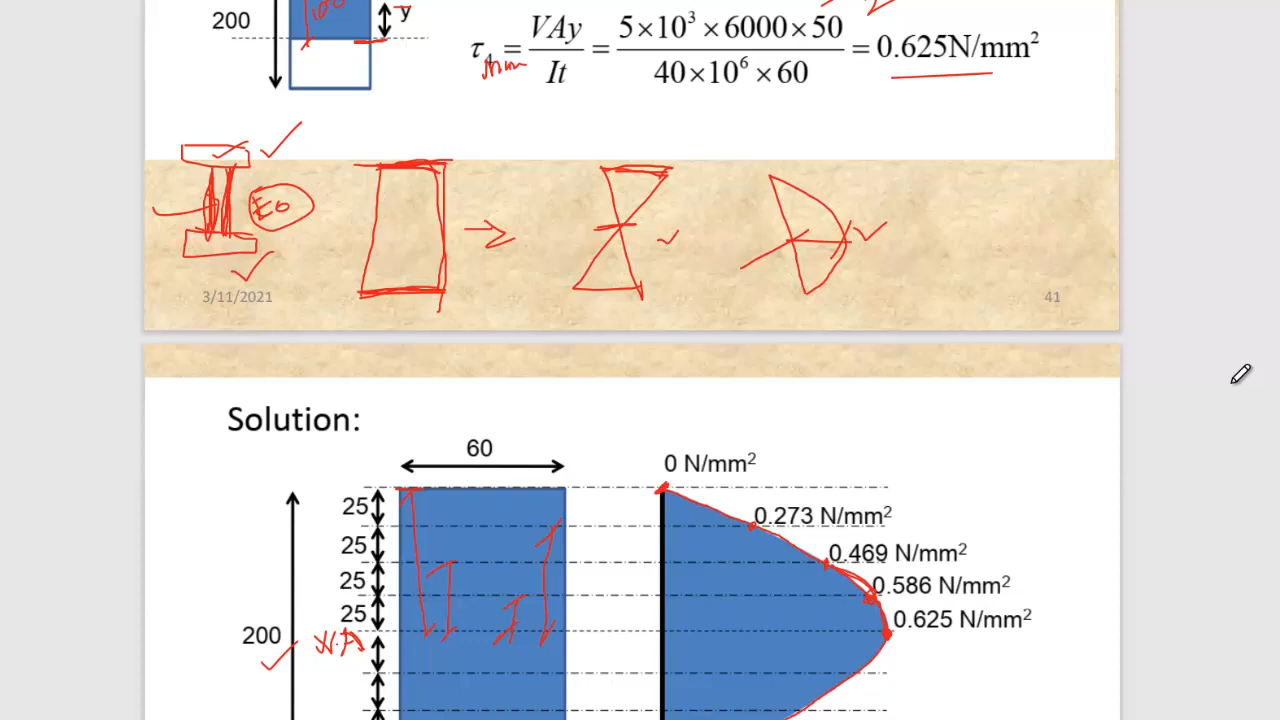 200
100
y
τ = VAy / It = 5×10³×6000×50 / 40×10⁶×60 = 0.625N/mm²
E0
3/11/2021
41
Solution:
60
0 N/mm²
25
0.273 N/mm²
25
0.469 N/mm²
25
0.586 N/mm²
25
0.625 N/mm²
200
N.A